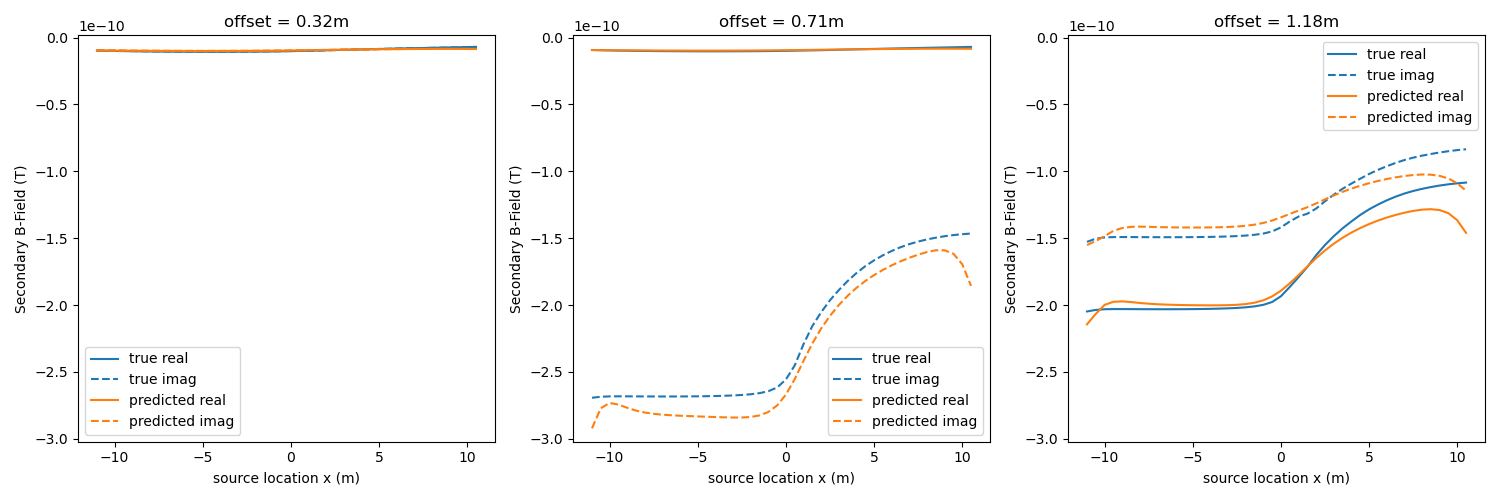 offset = 0.32m
1e−10
0.0
−0.5
−1.0
−1.5
−2.0
−2.5
−3.0
Secondary B-Field (T)
true real
true imag
predicted real
predicted imag
−10
−5
0
5
10
source location x (m)
offset = 0.71m
1e−10
0.0
−0.5
−1.0
−1.5
−2.0
−2.5
−3.0
Secondary B-Field (T)
true real
true imag
predicted real
predicted imag
−10
−5
0
5
10
source location x (m)
offset = 1.18m
1e−10
0.0
−0.5
−1.0
−1.5
−2.0
−2.5
−3.0
Secondary B-Field (T)
true real
true imag
predicted real
predicted imag
−10
−5
0
5
10
source location x (m)